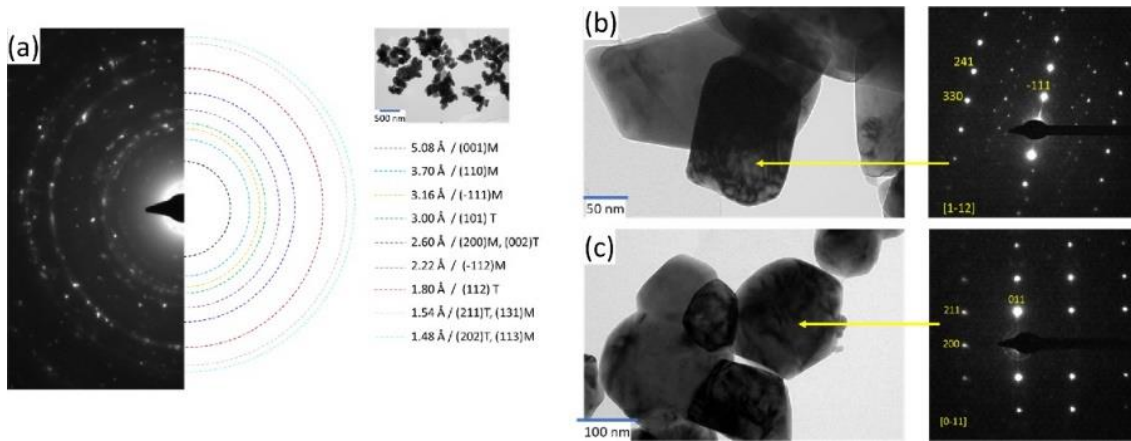 (a)
500 nm
5.08 Å / (001)M
3.70 Å / (110)M
3.16 Å / (-111)M
3.00 Å / (101) T
2.60 Å / (200)M, (002)T
2.22 Å / (-112)M
1.80 Å / (112) T
1.54 Å / (211)T, (131)M
1.48 Å / (202)T, (113)M
(b)
50 nm
241
-111
330
[1-12]
(c)
100 nm
011
211
200
[0-11]